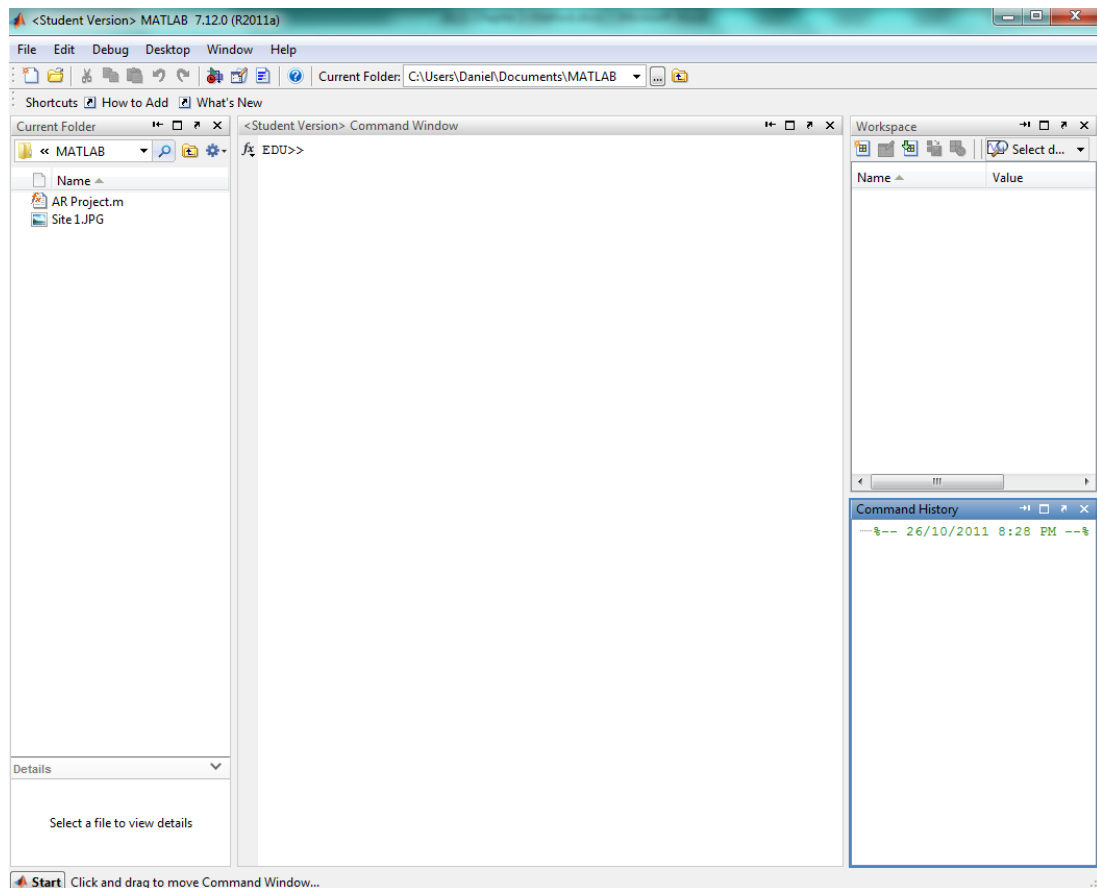 <Student Version> MATLAB 7.12.0 (R2011a)
File Edit Debug Desktop Window Help
Current Folder: C:\Users\Daniel\Documents\MATLAB
Shortcuts How to Add What's New
Current Folder
« MATLAB
Name
AR Project.m
Site 1.JPG
Details
Select a file to view details
<Student Version> Command Window
fx EDU>>
Workspace
Select d...
Name Value
Command History
%-- 26/10/2011 8:28 PM --%
Start Click and drag to move Command Window...